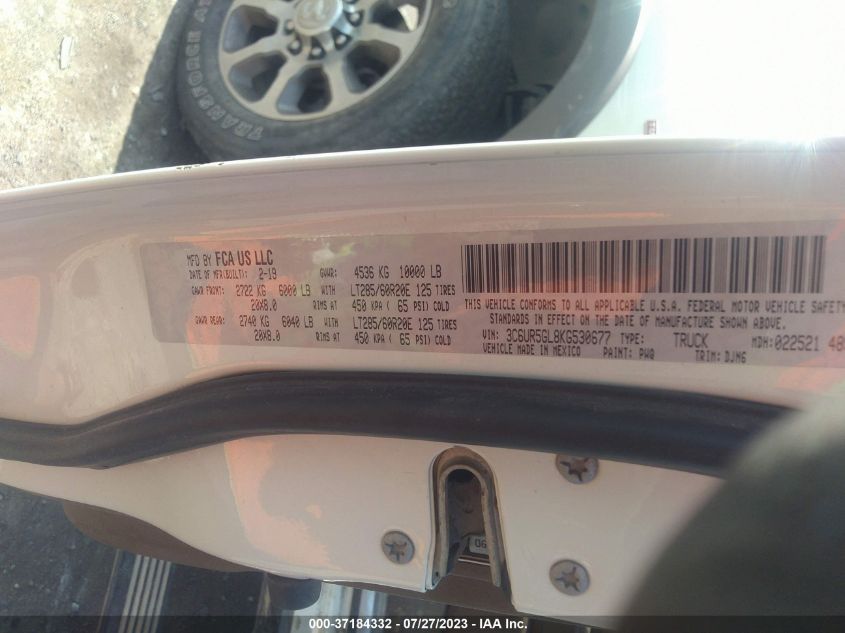 TRANSFORCE AT
MFD BY FCA US LLC
DATE OF MFR(BUILT): 2-19 GVWR: 4536 KG 10000 LB
GAWR FRONT: 2722 KG 6000 LB WITH LT285/60R20E 125 TIRES
20X8.0 RIMS AT 450 KPA ( 65 PSI) COLD
GAWR REAR: 2740 KG 6040 LB WITH LT285/60R20E 125 TIRES
20X8.0 RIMS AT 450 KPA ( 65 PSI) COLD
THIS VEHICLE CONFORMS TO ALL APPLICABLE U.S.A. FEDERAL MOTOR VEHICLE SAFETY
STANDARDS IN EFFECT ON THE DATE OF MANUFACTURE SHOWN ABOVE.
VIN: 3C6UR5GL8KG530677 TYPE: TRUCK MDH: 022521 48
VEHICLE MADE IN MEXICO PAINT: PW8 TRIM: DJM6
06
000-37184332 / 07/27/2023 - IAA Inc.